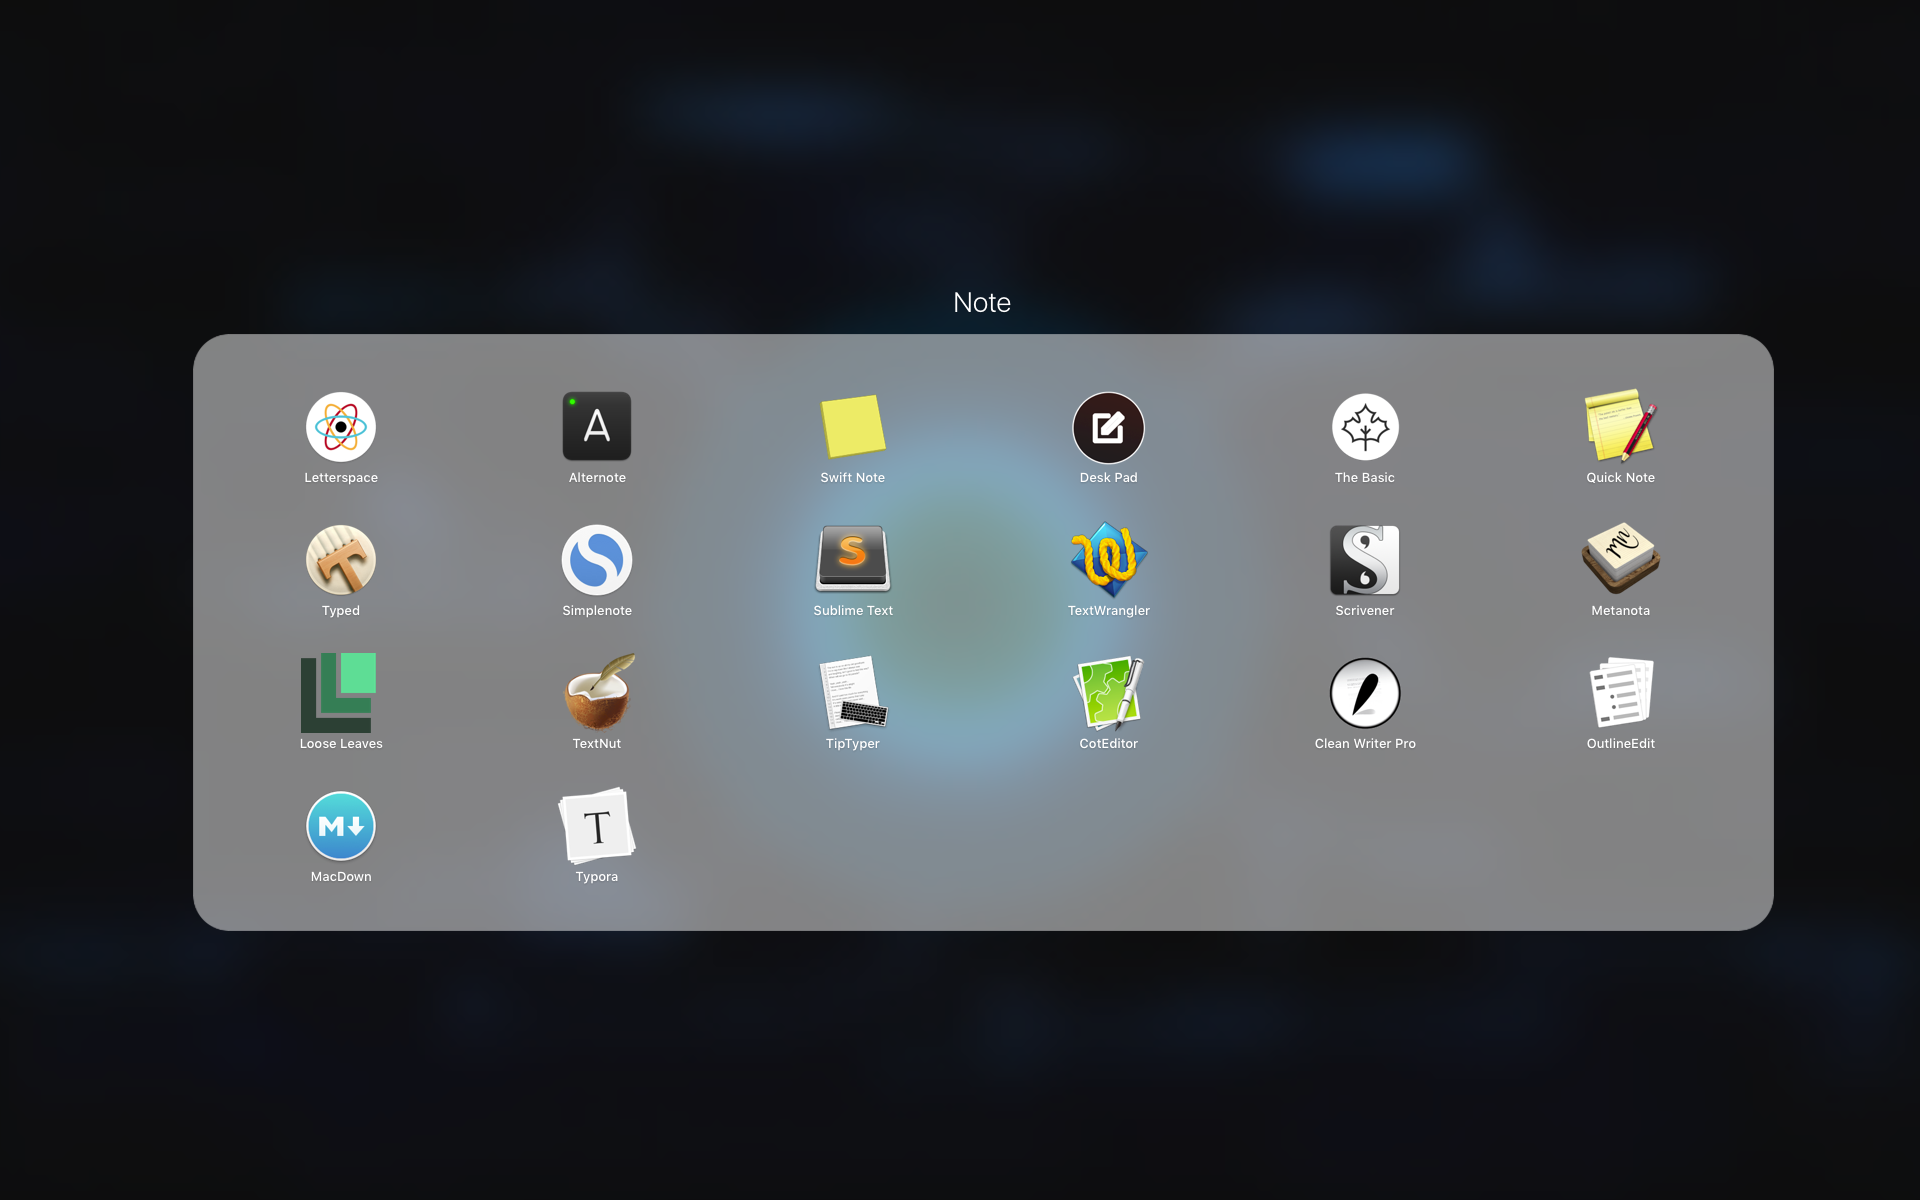 Note
Letterspace
A
Alternote
Swift Note
Desk Pad
The Basic
Quick Note
T
Typed
Simplenote
S
Sublime Text
W
TextWrangler
S
Scrivener
Mn
Metanota
Loose Leaves
TextNut
TipTyper
CotEditor
Clean Writer Pro
OutlineEdit
M
MacDown
T
Typora